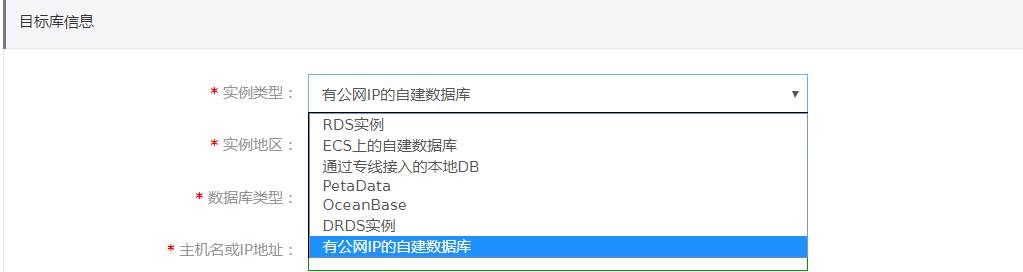 目标库信息
* 实例类型：
有公网IP的自建数据库
* 实例地区：
RDS实例
ECS上的自建数据库
通过专线接入的本地DB
* 数据库类型：
PetaData
OceanBase
DRDS实例
* 主机名或IP地址：
有公网IP的自建数据库